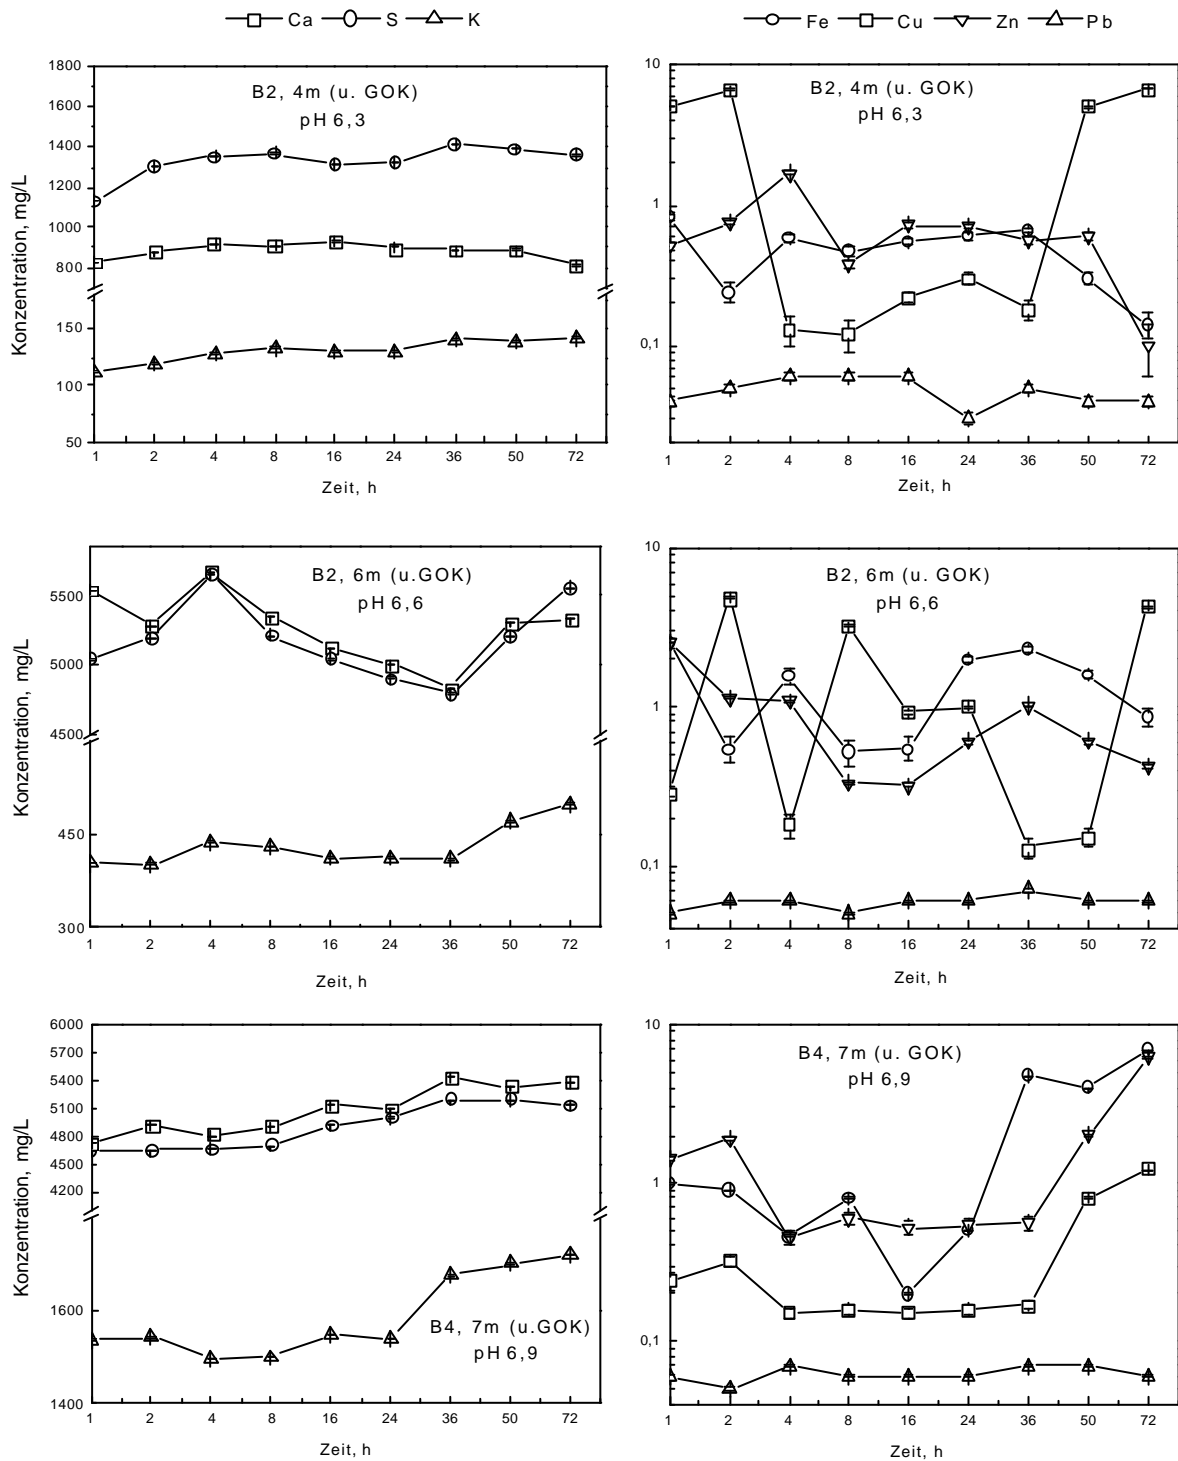 Ca S K
Fe Cu Zn Pb
Konzentration, mg/L
1800
1600
1400
1200
1000
800
150
100
50
B2, 4m (u. GOK)
pH 6,3
1 2 4 8 16 24 36 50 72
Zeit, h
10
1
0,1
B2, 4m (u. GOK)
pH 6,3
1 2 4 8 16 24 36 50 72
Zeit, h
Konzentration, mg/L
5500
5000
4500
450
300
B2, 6m (u.GOK)
pH 6,6
1 2 4 8 16 24 36 50 72
Zeit, h
10
1
0,1
B2, 6m (u. GOK)
pH 6,6
1 2 4 8 16 24 36 50 72
Zeit, h
Konzentration, mg/L
6000
5700
5400
5100
4800
4500
4200
1600
1400
B4, 7m (u.GOK)
pH 6,9
1 2 4 8 16 24 36 50 72
Zeit, h
10
1
0,1
B4, 7m (u. GOK)
pH 6,9
1 2 4 8 16 24 36 50 72
Zeit, h